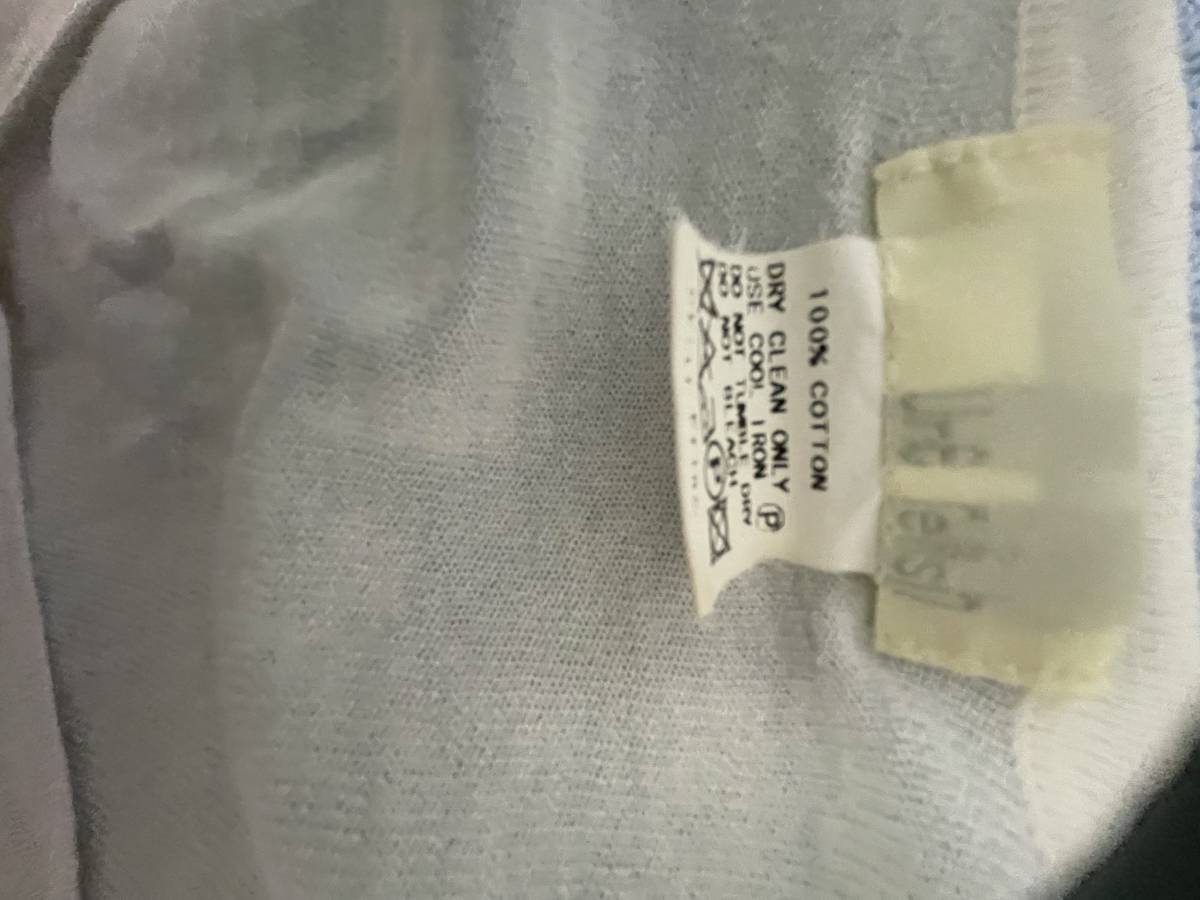 100% COTTON
DRY CLEAN ONLY Ⓟ
USE COOL IRON
DO NOT TUMBLE DRY
DO NOT BLEACH